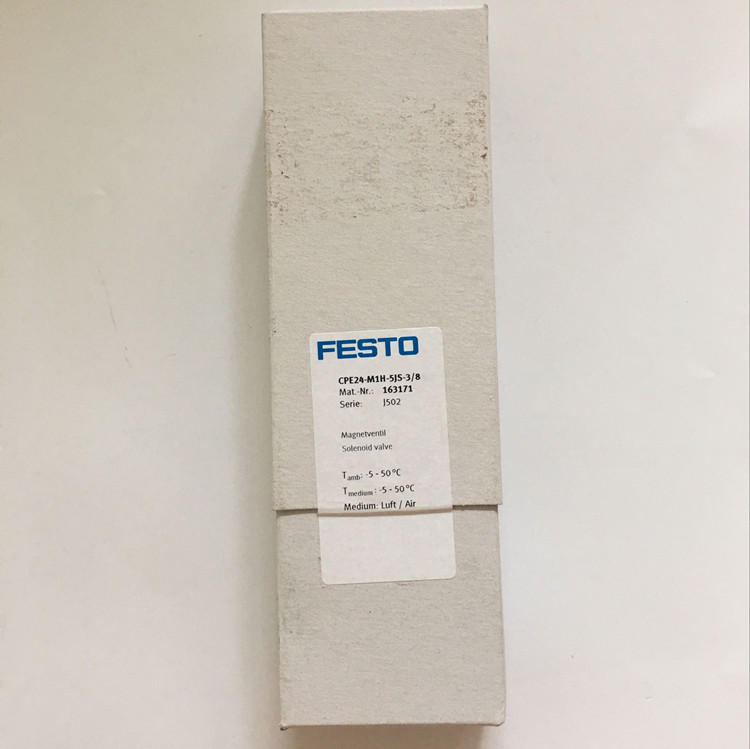 FESTO
CPE24-M1H-5JS-3/8
Mat.-Nr.: 163171
Serie: J502
Magnetventil
Solenoid valve
Tamb: -5 - 50 °C
Tmedium: -5 - 50 °C
Medium: Luft / Air